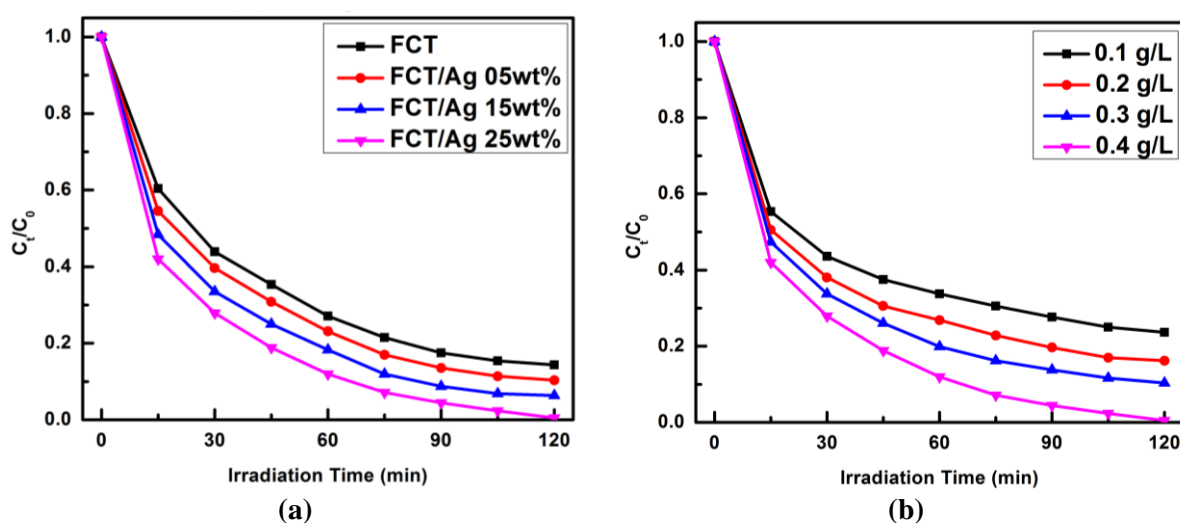 FCT
FCT/Ag 05wt%
FCT/Ag 15wt%
FCT/Ag 25wt%
1.0
0.8
0.6
0.4
0.2
0.0
Ct/C0
0
30
60
90
120
Irradiation Time (min)
(a)
0.1 g/L
0.2 g/L
0.3 g/L
0.4 g/L
1.0
0.8
0.6
0.4
0.2
0.0
Ct/C0
0
30
60
90
120
Irradiation Time (min)
(b)